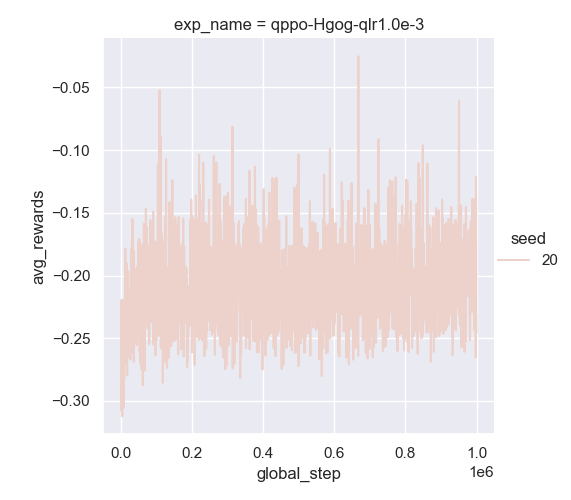 exp_name = qppo-Hgog-qlr1.0e-3
−0.05
−0.10
−0.15
−0.20
−0.25
−0.30
avg_rewards
0.0 0.2 0.4 0.6 0.8 1.0
1e6
global_step
seed
20